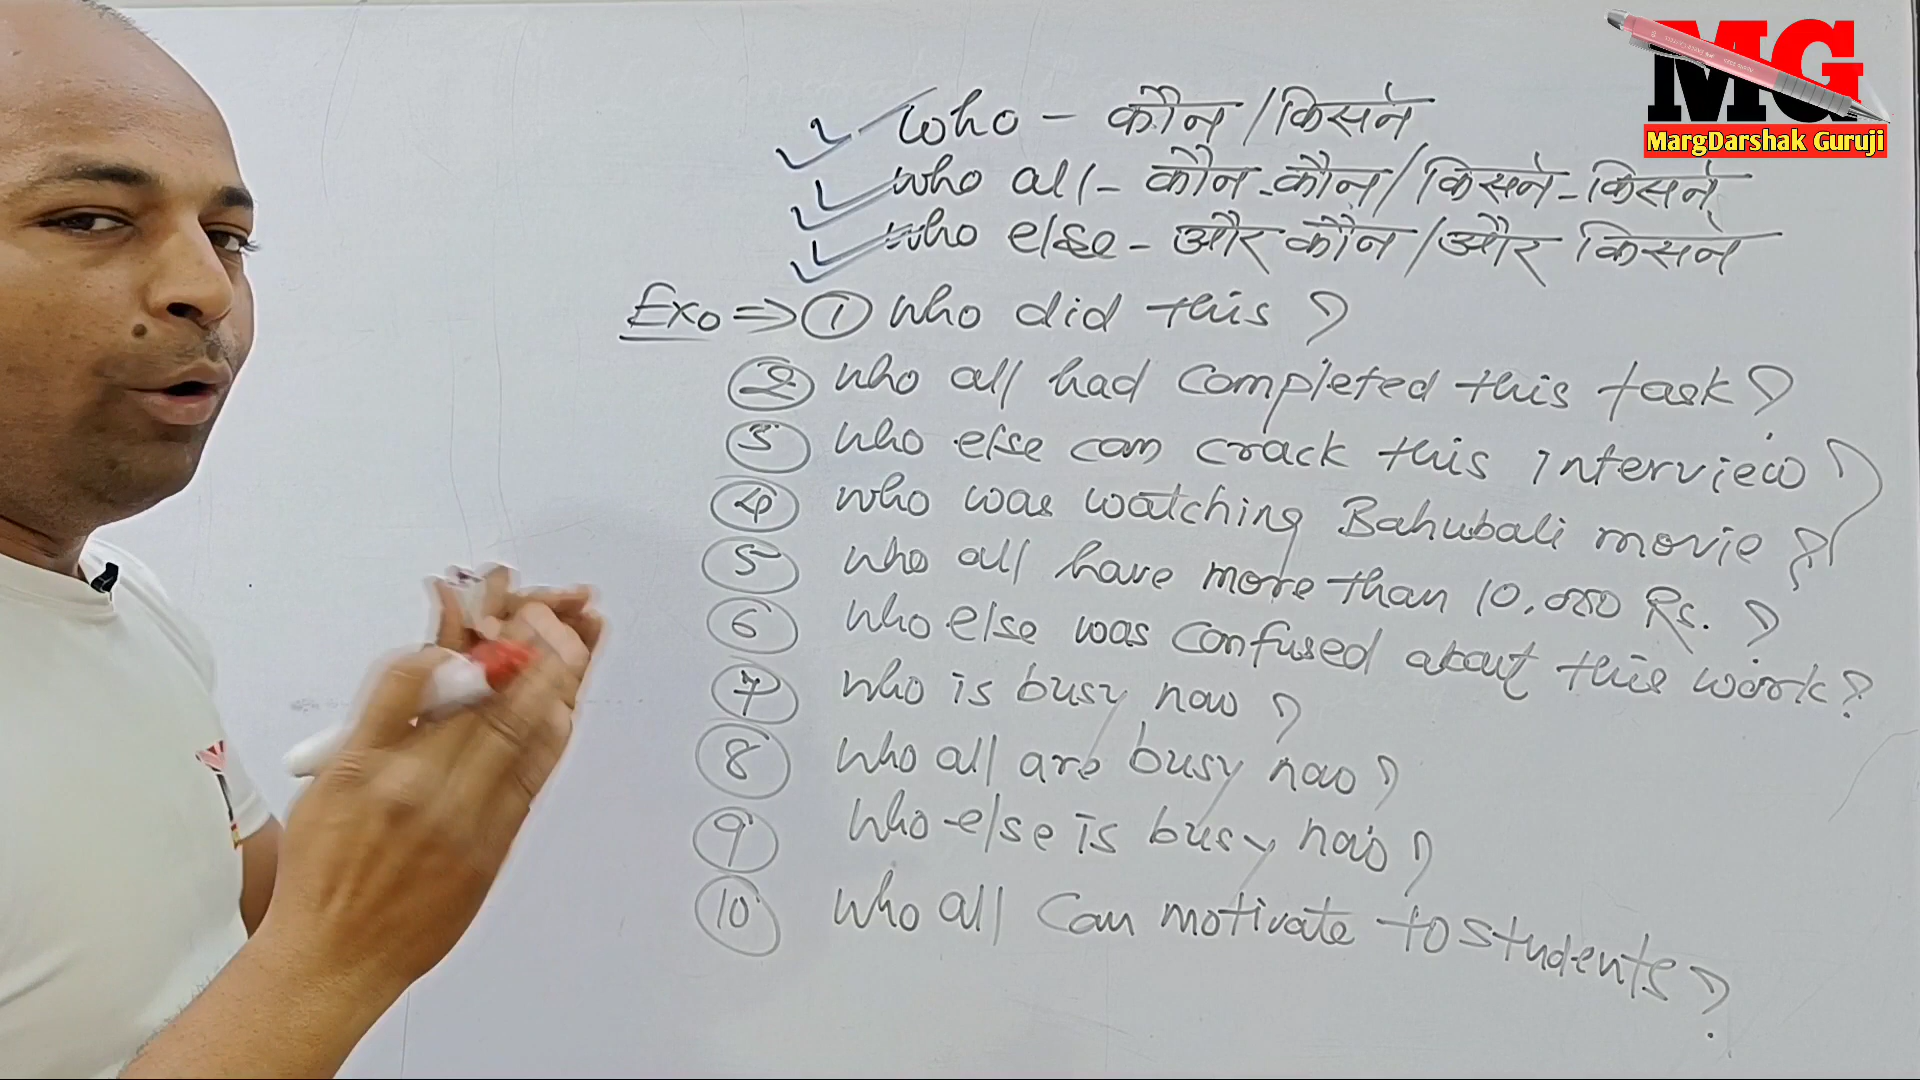 MG
MargDarshak Guruji
who - कौन / किसने
who all - कौन-कौन / किसने-किसने
who else - और कौन / और किसने
Ex. ⇒ ① who did this?
② who all had completed this task?
③ who else can crack this interview?
④ who was watching Bahubali movie?
⑤ who all have more than 10,000 Rs.?
⑥ who else was confused about this work?
⑦ who is busy now?
⑧ who all are busy now?
⑨ who else is busy now?
⑩ who all can motivate to students?